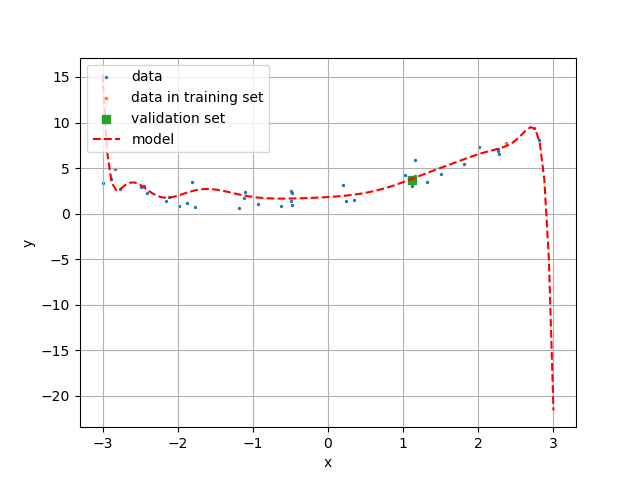 data
data in training set
validation set
model
15
10
5
0
−5
−10
−15
−20
y
−3
−2
−1
0
1
2
3
x